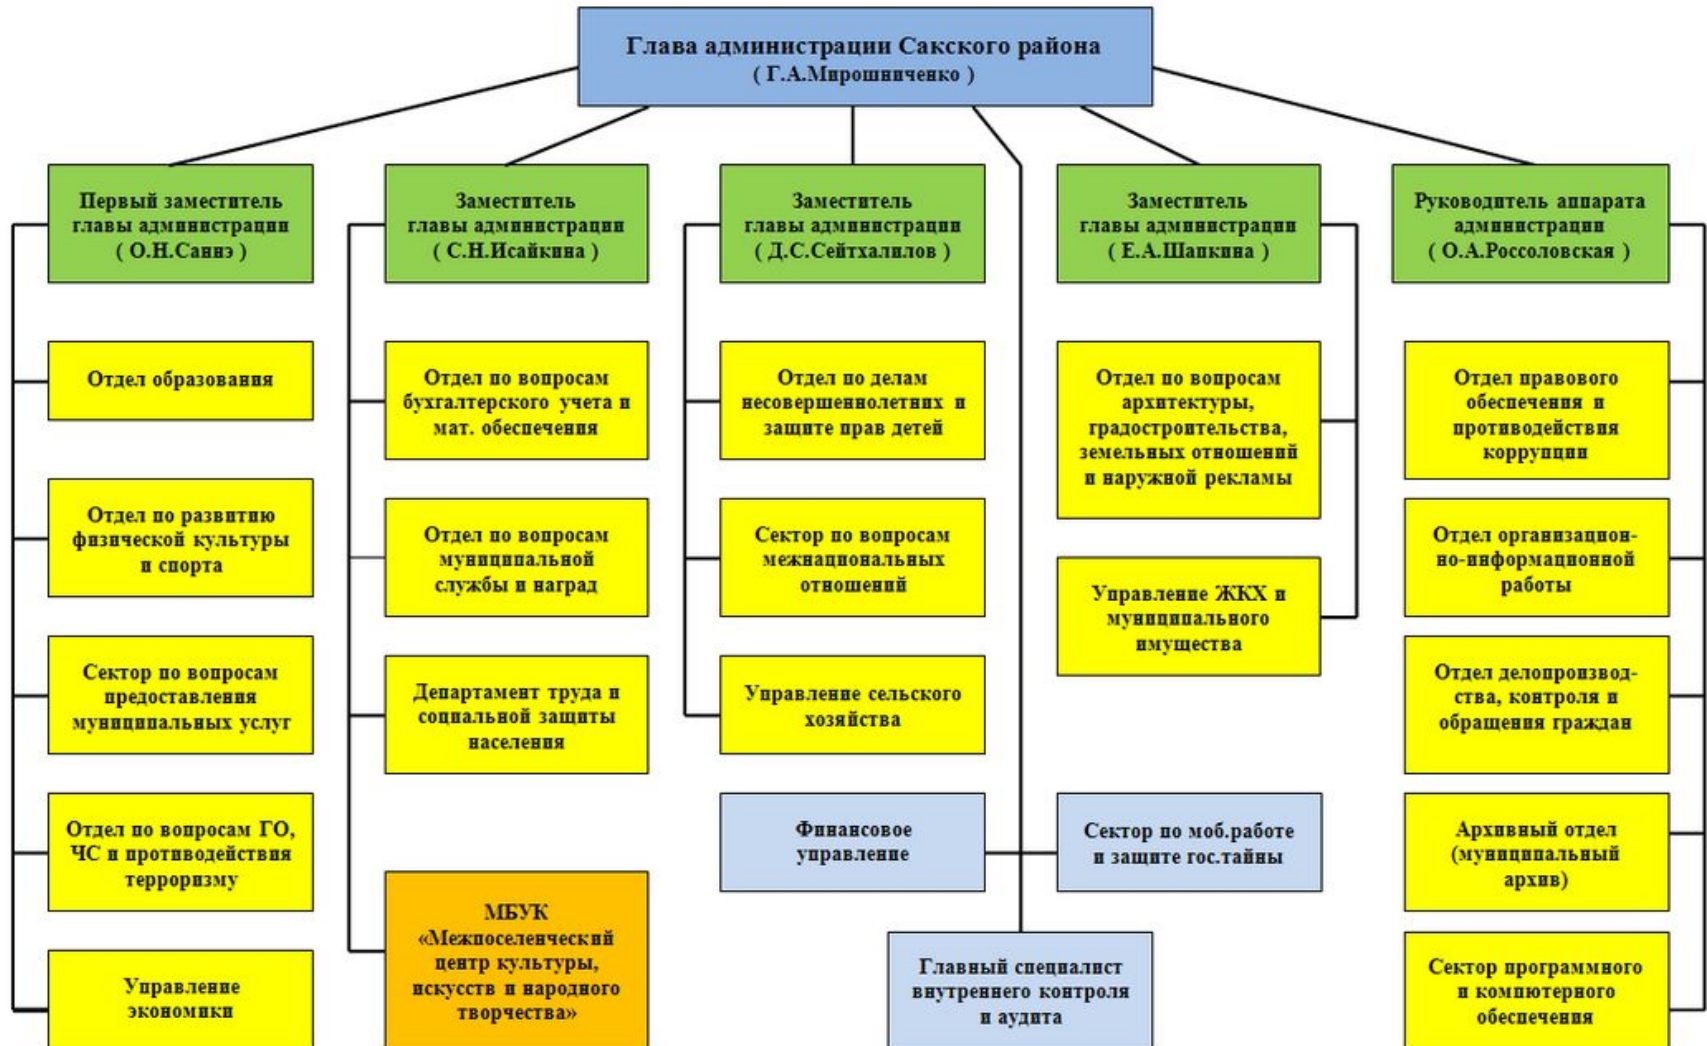 Глава администрации Сакского района
( Г.А.Мирошниченко )
Первый заместитель
главы администрации
( О.Н.Саннэ )
Заместитель
главы администрации
( С.Н.Исайкина )
Заместитель
главы администрации
( Д.С.Сейтхалилов )
Заместитель
главы администрации
( Е.А.Шапкина )
Руководитель аппарата
администрации
( О.А.Россоловская )
Отдел образования
Отдел по развитию
физической культуры
и спорта
Сектор по вопросам
предоставления
муниципальных услуг
Отдел по вопросам ГО,
ЧС и противодействия
терроризму
Управление
экономики
Отдел по вопросам
бухгалтерского учета и
мат. обеспечения
Отдел по вопросам
муниципальной
службы и наград
Департамент труда и
социальной защиты
населения
МБУК
«Межпоселенческий
центр культуры,
искусств и народного
творчества»
Отдел по делам
несовершеннолетних и
защите прав детей
Сектор по вопросам
межнациональных
отношений
Управление сельского
хозяйства
Финансовое
управление
Сектор по моб.работе
и защите гос.тайны
Главный специалист
внутреннего контроля
и аудита
Отдел по вопросам
архитектуры,
градостроительства,
земельных отношений
и наружной рекламы
Управление ЖКХ и
муниципального
имущества
Отдел правового
обеспечения и
противодействия
коррупции
Отдел организацион-
но-информационной
работы
Отдел делопроизвод-
ства, контроля и
обращения граждан
Архивный отдел
(муниципальный
архив)
Сектор программного
и компютерного
обеспечения